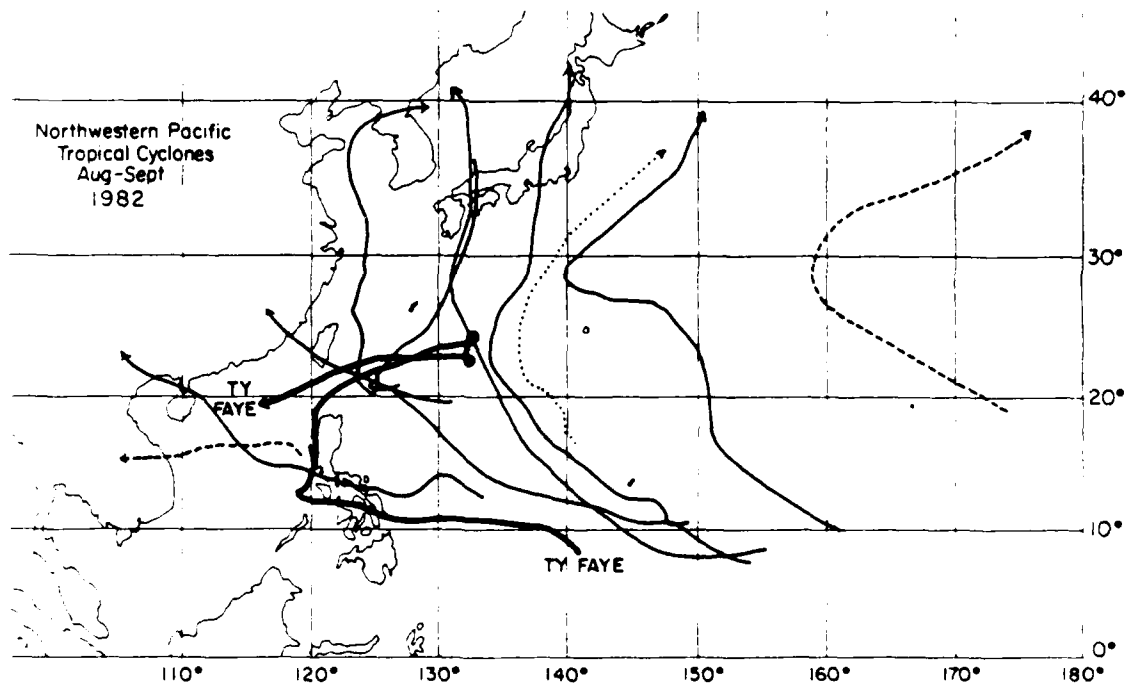 Northwestern Pacific
Tropical Cyclones
Aug-Sept
1982
40°
30°
TY
FAYE
20°
10°
TY FAYE
0°
110°
120°
130°
140°
150°
160°
170°
180°